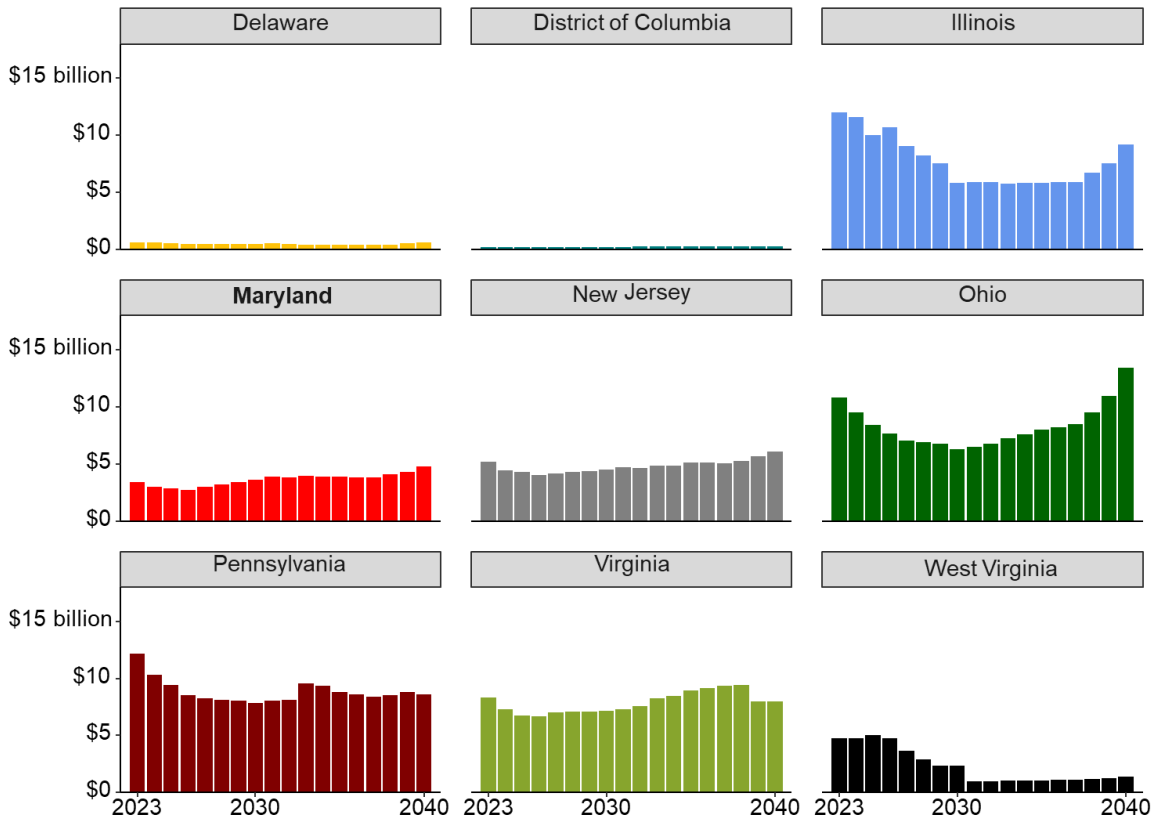 Delaware
District of Columbia
Illinois
$15 billion
$10
$5
$0
Maryland
New Jersey
Ohio
$15 billion
$10
$5
$0
Pennsylvania
Virginia
West Virginia
$15 billion
$10
$5
$0
2023 2030 2040
2023 2030 2040
2023 2030 2040